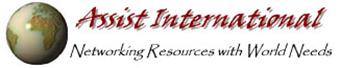 Assist International
Networking Resources with World Needs